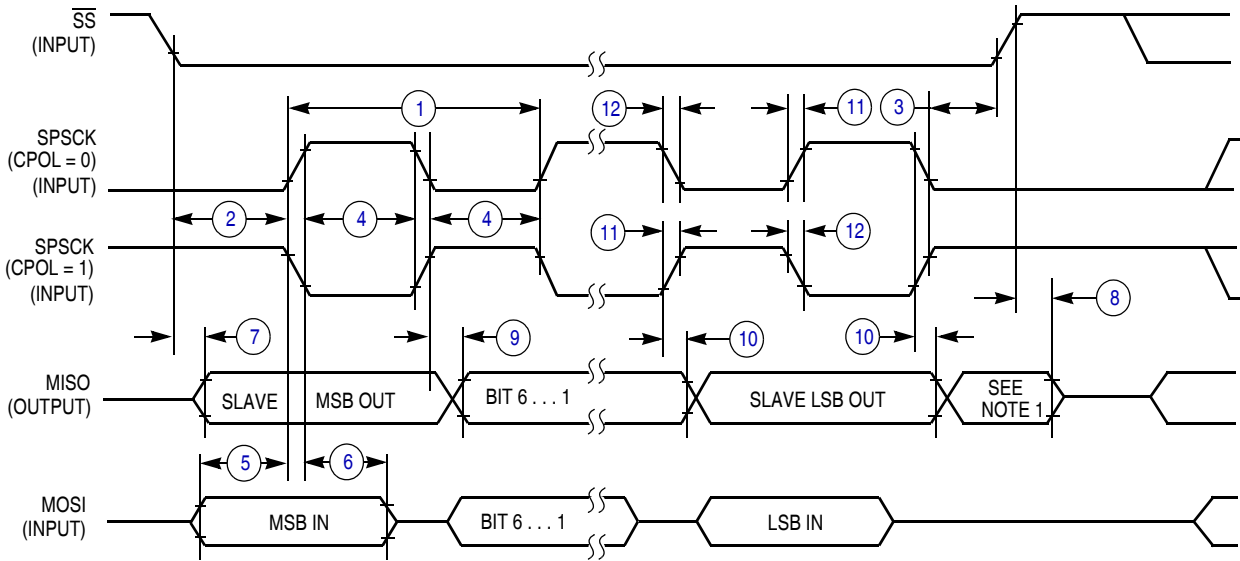 SS
(INPUT)
1
12
11
3
SPSCK
(CPOL = 0)
(INPUT)
2
4
4
SPSCK
(CPOL = 1)
(INPUT)
11
12
8
7
9
10
10
MISO
(OUTPUT)
SLAVE
MSB OUT
BIT 6 . . . 1
SLAVE LSB OUT
SEE
NOTE 1
5
6
MOSI
(INPUT)
MSB IN
BIT 6 . . . 1
LSB IN